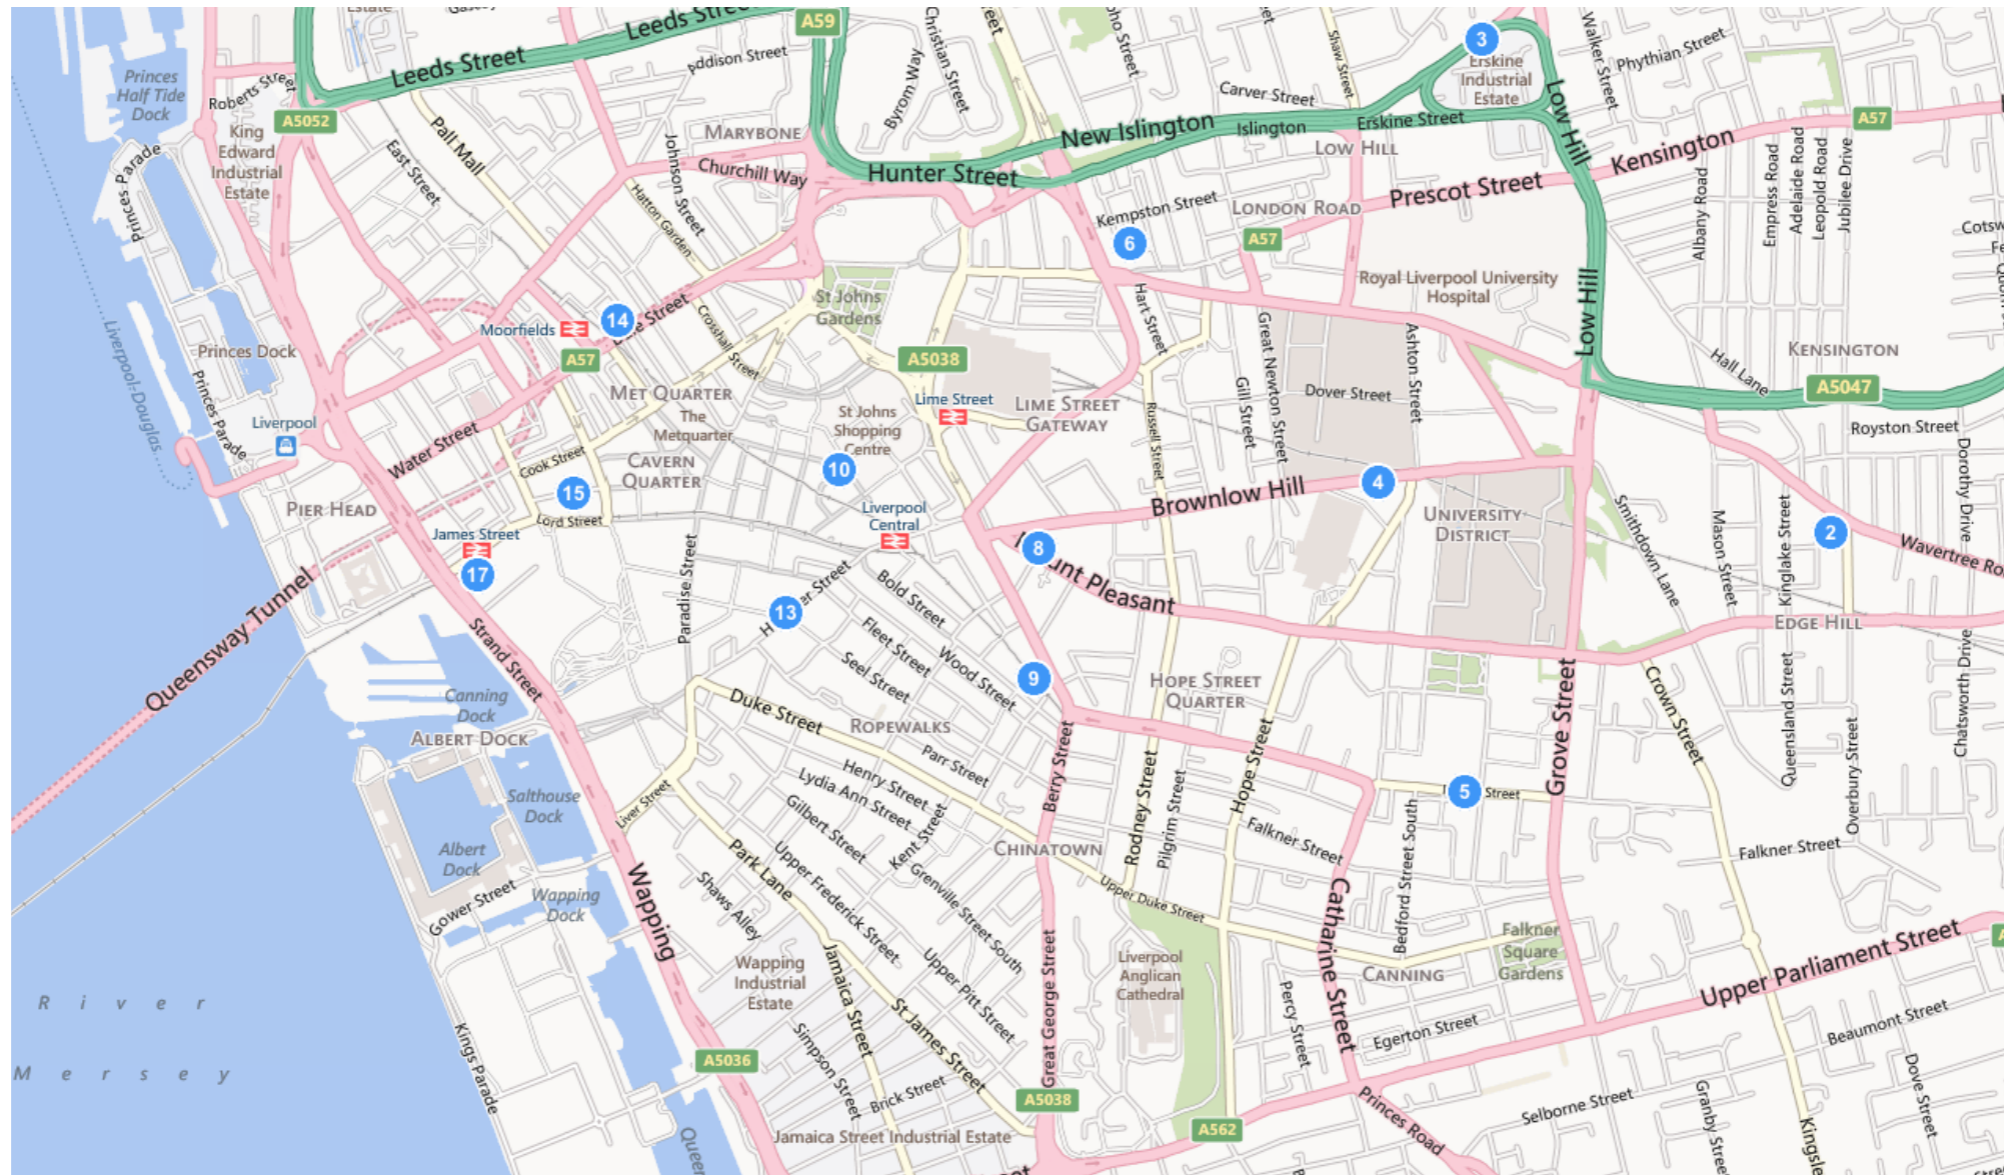 Estate
Leeds Street
A59
Christian Street
Shaw Street
3
Walker Street
Phythian Street
Leeds Street
Addison Street
Erskine
Industrial
Estate
Princes
Half Tide
Dock
Roberts Street
Byrom Way
Carver Street
Low Hill
A5052
Pall Mall
MARYBONE
New Islington
Islington
Erskine Street
A57
King
Edward
Industrial
Estate
East Street
Johnson Street
Churchill Way
Hunter Street
LOW HILL
Kensington
Princes Parade
Hatton Garden
Prescot Street
Empress Road
Adelaide Road
Leopold Road
Jubilee Drive
Albany Road
Kempston Street
LONDON ROAD
6
A57
Royal Liverpool University
Hospital
St Johns
Gardens
Moorfields
14
Crosshall Street
Hart Street
Great Newton Street
Ashton Street
Low Hill
Liverpool-Douglas
Princes Dock
A57
A5038
Hall Lane
KENSINGTON
Princes Parade
MET QUARTER
The
Metquarter
Lime Street
LIME STREET
GATEWAY
Gill Street
Dover Street
A5047
Liverpool
St Johns
Shopping
Centre
Russell Street
Royston Street
Dorothy Drive
Water Street
Cook Street
CAVERN
QUARTER
10
4
Brownlow Hill
15
PIER HEAD
Lord Street
Liverpool
Central
UNIVERSITY
DISTRICT
Smithdown Lane
Mason Street
Kinglake Street
2
James Street
17
8
Wavertree Ro
Queensway Tunnel
Paradise Street
13
Bold Street
Strand Street
Fleet Street
Seel Street
Wood Street
9
HOPE STREET
QUARTER
EDGE HILL
Chatsworth Drive
Canning
Dock
ALBERT DOCK
Duke Street
ROPEWALKS
Parr Street
Berry Street
Hope Street
Grove Street
Crown Street
Queensland Street
Overbury Street
Salthouse
Dock
Liver Street
Henry Street
Lydia Ann Street
Gilbert Street
Kent Street
Rodney Street
Pilgrim Street
5
Street
Albert
Dock
Park Lane
Upper Frederick Street
CHINATOWN
Falkner Street
Bedford Street South
Falkner Street
Gower Street
Wapping
Dock
Wapping
Shaws Alley
Grenville Street South
Upper Duke Street
Catharine Street
Wapping
Industrial
Estate
Jamaica Street
Upper Pitt Street
Great George Street
Liverpool
Anglican
Cathedral
CANNING
Falkner
Square
Gardens
Upper Parliament Street
River
Mersey
Kings Parade
Simpson Street
St James Street
Percy Street
Egerton Street
Beaumont Street
A5036
Brick Street
A5038
Princes Road
Selborne Street
Granby Street
Dove Street
Jamaica Street Industrial Estate
A562